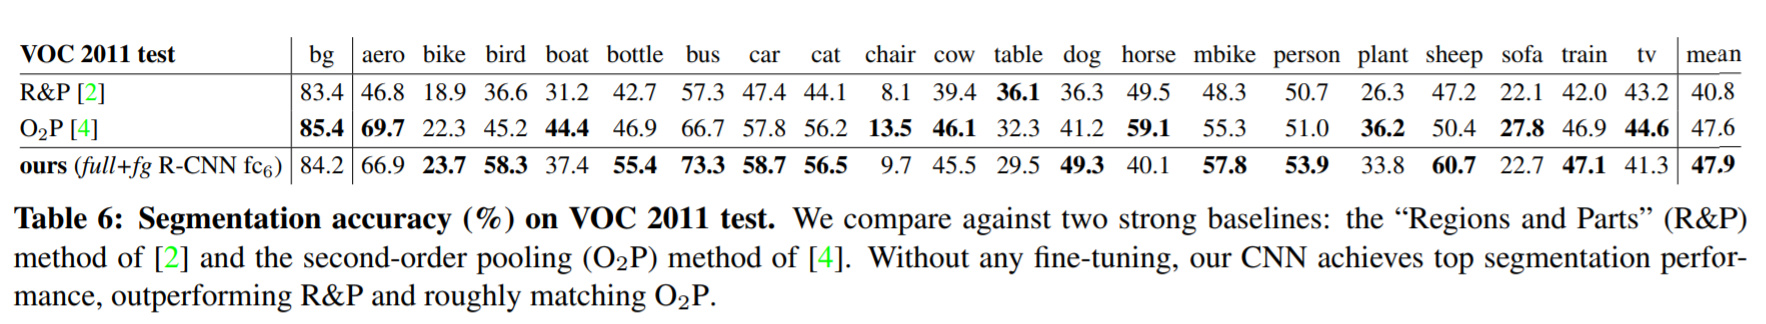 VOC 2011 test bg aero bike bird boat bottle bus car cat chair cow table dog horse mbike person plant sheep sofa train tv mean
R&P [2] 83.4 46.8 18.9 36.6 31.2 42.7 57.3 47.4 44.1 8.1 39.4 36.1 36.3 49.5 48.3 50.7 26.3 47.2 22.1 42.0 43.2 40.8
O₂P [4] 85.4 69.7 22.3 45.2 44.4 46.9 66.7 57.8 56.2 13.5 46.1 32.3 41.2 59.1 55.3 51.0 36.2 50.4 27.8 46.9 44.6 47.6
ours (full+fg R-CNN fc₆) 84.2 66.9 23.7 58.3 37.4 55.4 73.3 58.7 56.5 9.7 45.5 29.5 49.3 40.1 57.8 53.9 33.8 60.7 22.7 47.1 41.3 47.9
Table 6: Segmentation accuracy (%) on VOC 2011 test. We compare against two strong baselines: the “Regions and Parts” (R&P)
method of [2] and the second-order pooling (O₂P) method of [4]. Without any fine-tuning, our CNN achieves top segmentation perfor-
mance, outperforming R&P and roughly matching O₂P.